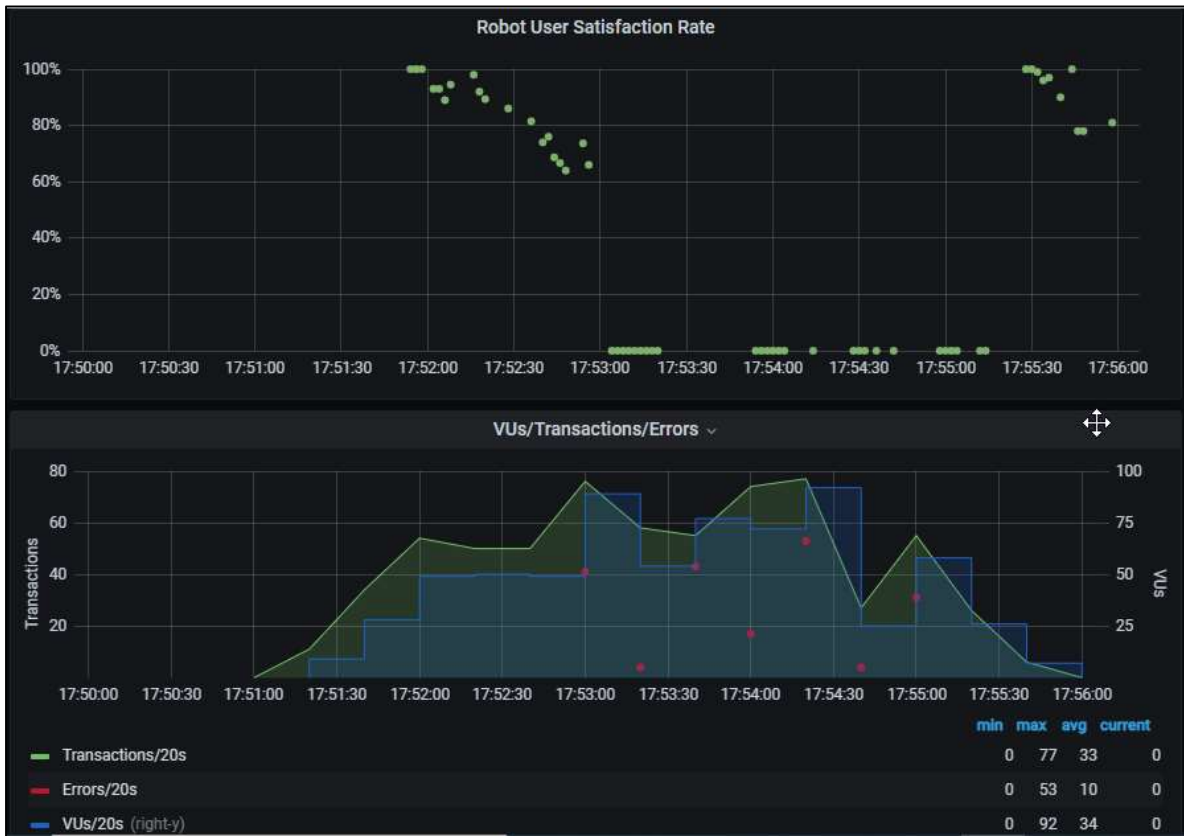 Robot User Satisfaction Rate
100%
80%
60%
40%
20%
0%
17:50:00 17:50:30 17:51:00 17:51:30 17:52:00 17:52:30 17:53:00 17:53:30 17:54:00 17:54:30 17:55:00 17:55:30 17:56:00
VUs/Transactions/Errors
80 100
60 75
40 50
20 25
Transactions
VUs
17:50:00 17:50:30 17:51:00 17:51:30 17:52:00 17:52:30 17:53:00 17:53:30 17:54:00 17:54:30 17:55:00 17:55:30 17:56:00
min max avg current
Transactions/20s 0 77 33 0
Errors/20s 0 53 10 0
VUs/20s (right-y) 0 92 34 0